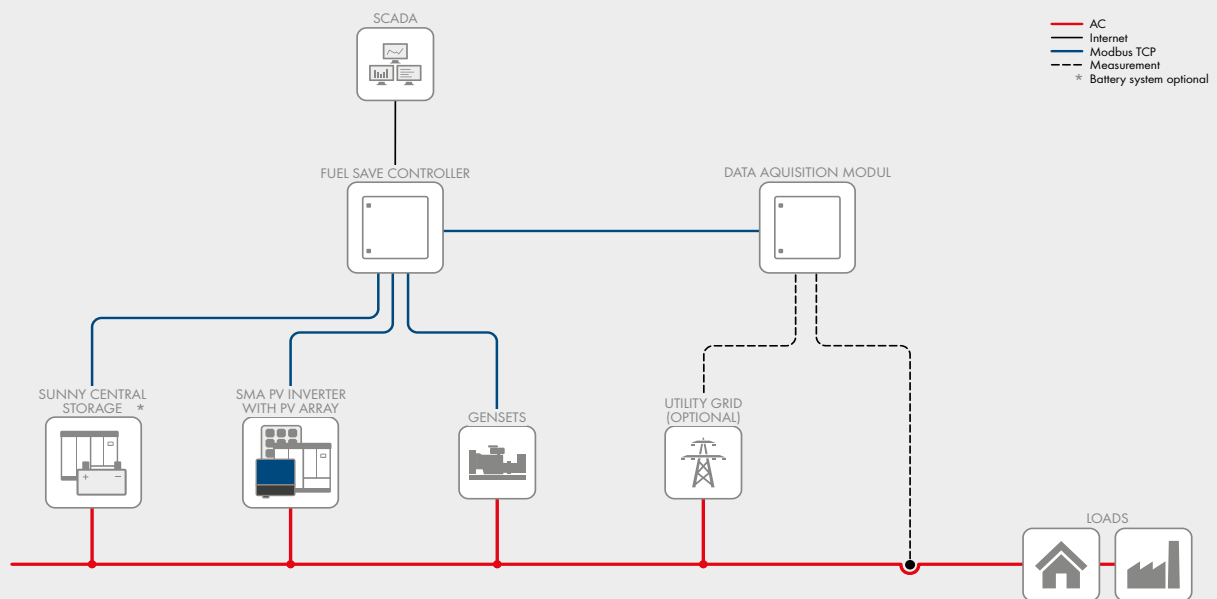 SCADA
AC
Internet
Modbus TCP
Measurement
* Battery system optional
FUEL SAVE CONTROLLER
DATA AQUISITION MODUL
SUNNY CENTRAL
STORAGE *
SMA PV INVERTER
WITH PV ARRAY
GENSETS
UTILITY GRID
(OPTIONAL)
+ −
LOADS